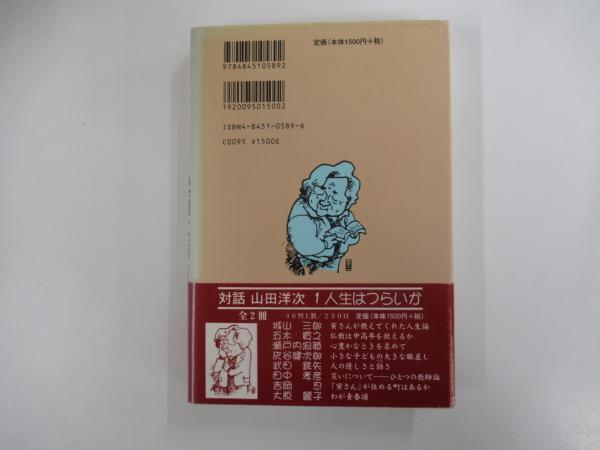 9784845105892
定価(本体1500円+税)
1920095015002
ISBN4-8451-0589-6
C0095 ¥1500E
対話 山田洋次 1 人生はつらいか
全2冊 46判上製/230頁 定価(本体1500円+税)
城山三郎 寅さんが教えてくれた人生論
五木寛之 仏教は中高年を救えるか
瀬戸内寂聴 心豊かなときを求めて
灰谷健次郎 小さな子どもの大きな眼差し
武田鉄矢 人の優しさと勁さ
田中孝彦 笑いについて――ひとつの教師論
吉岡忍 「寅さん」が住める町はあるか
大原麗子 わが青春譜